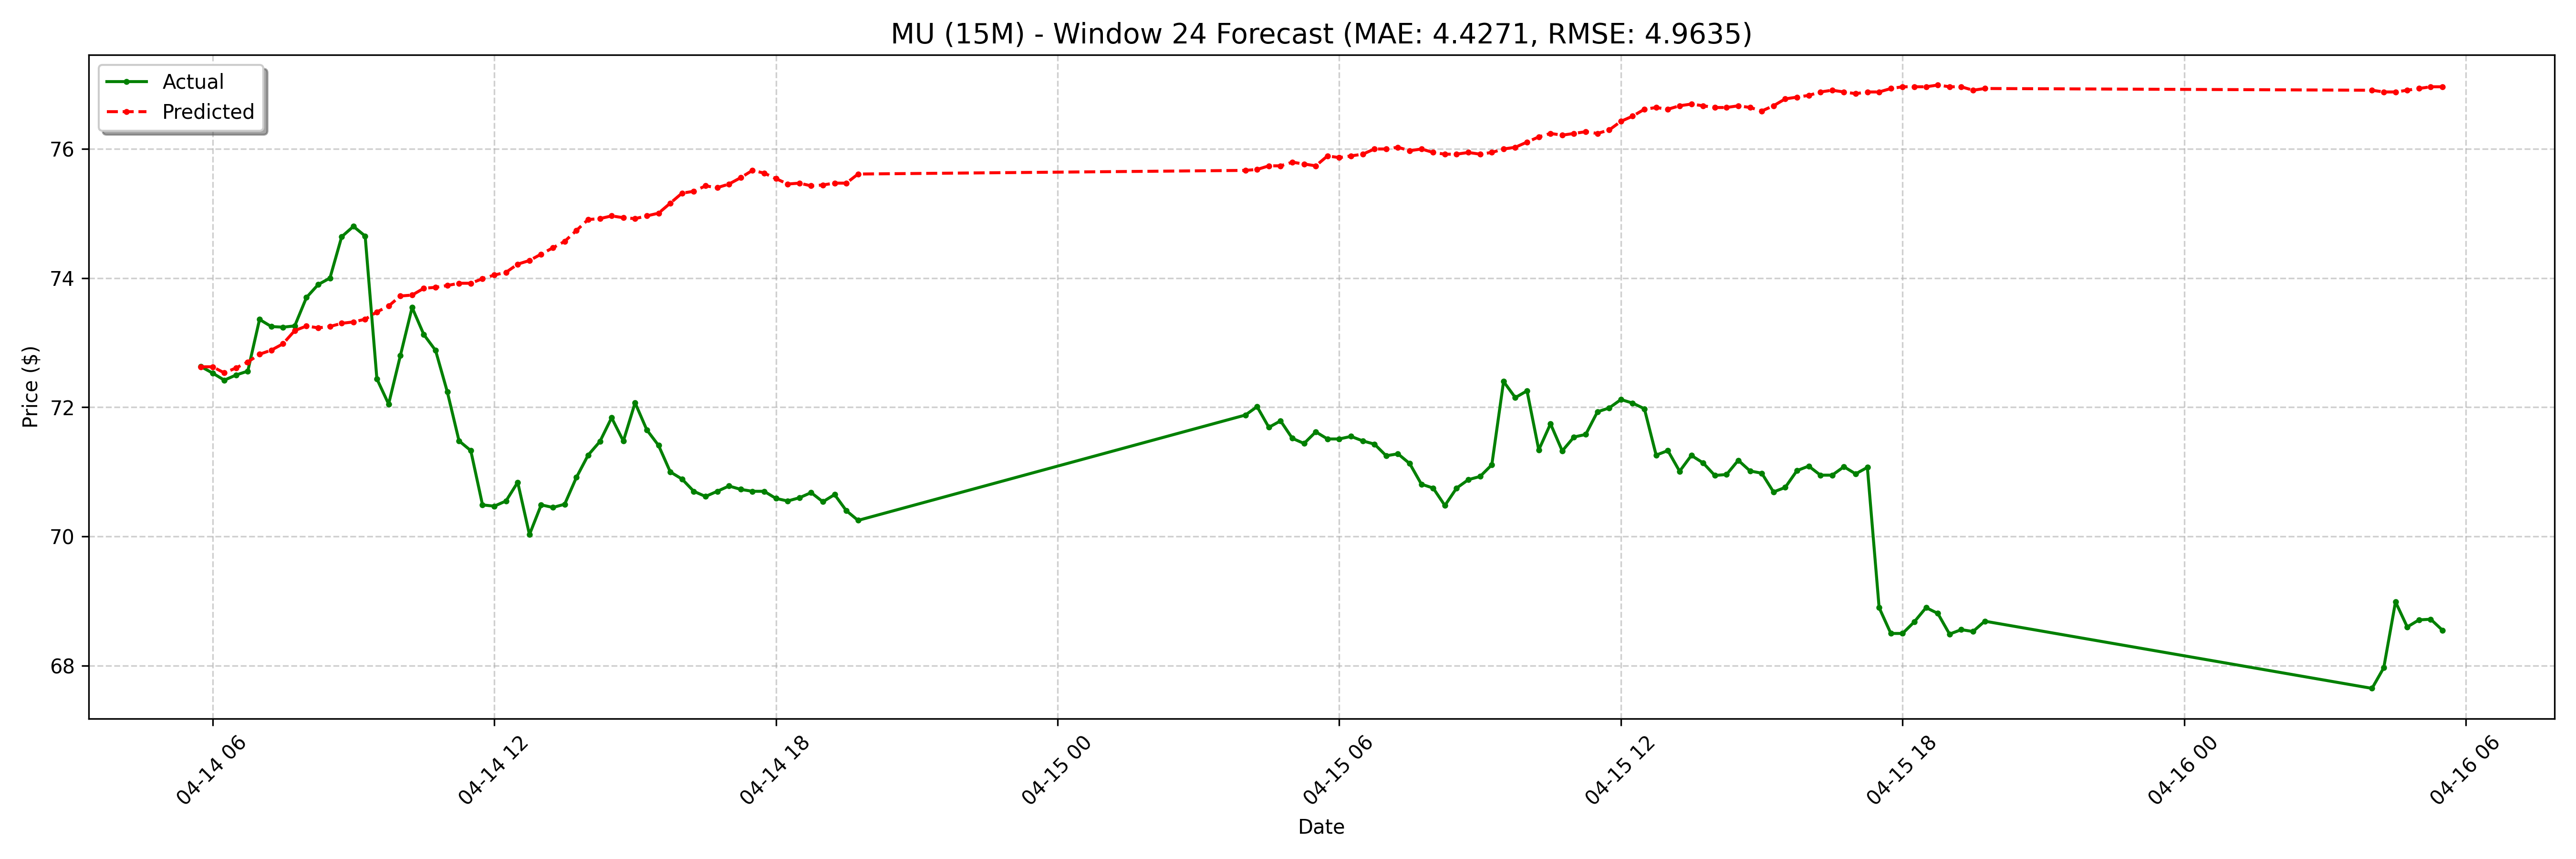 MU (15M) - Window 24 Forecast (MAE: 4.4271, RMSE: 4.9635)
Actual
Predicted
Price ($)
76
74
72
70
68
04-14 06
04-14 12
04-14 18
04-15 00
04-15 06
04-15 12
04-15 18
04-16 00
04-16 06
Date